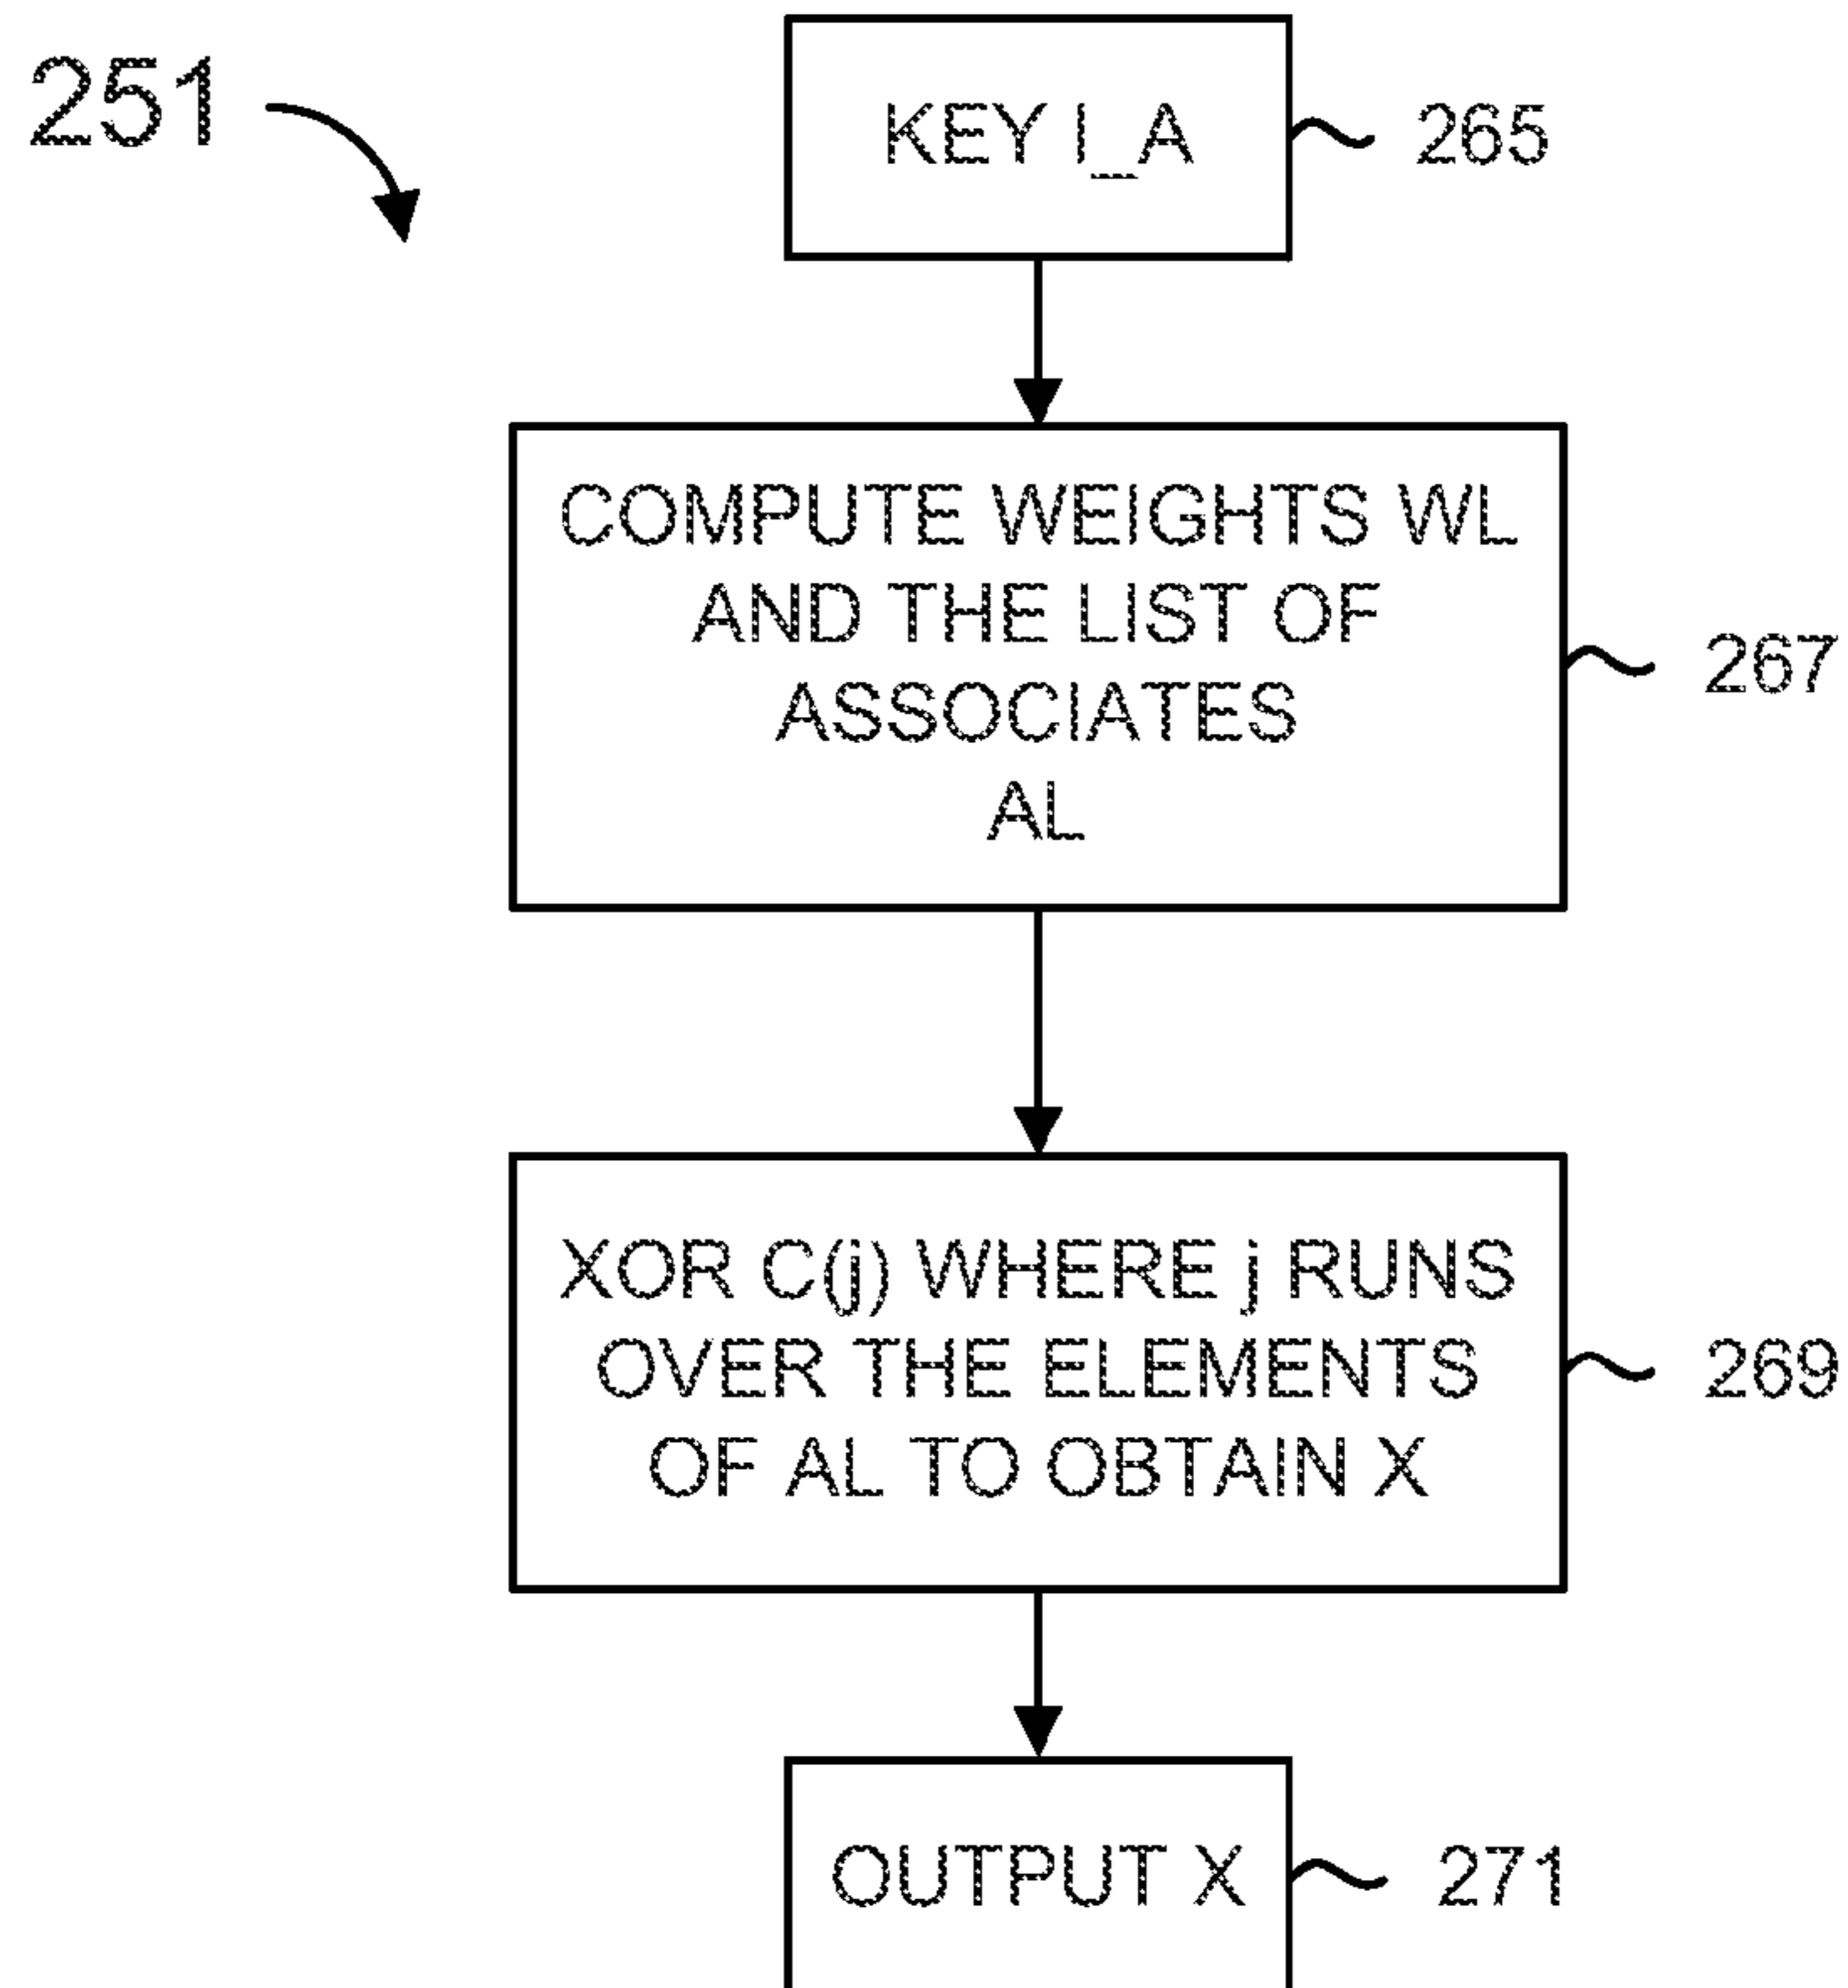 251
KEY I_A
265
COMPUTE WEIGHTS WL
AND THE LIST OF
ASSOCIATES
AL
267
XOR C(j) WHERE j RUNS
OVER THE ELEMENTS
OF AL TO OBTAIN X
269
OUTPUT X
271